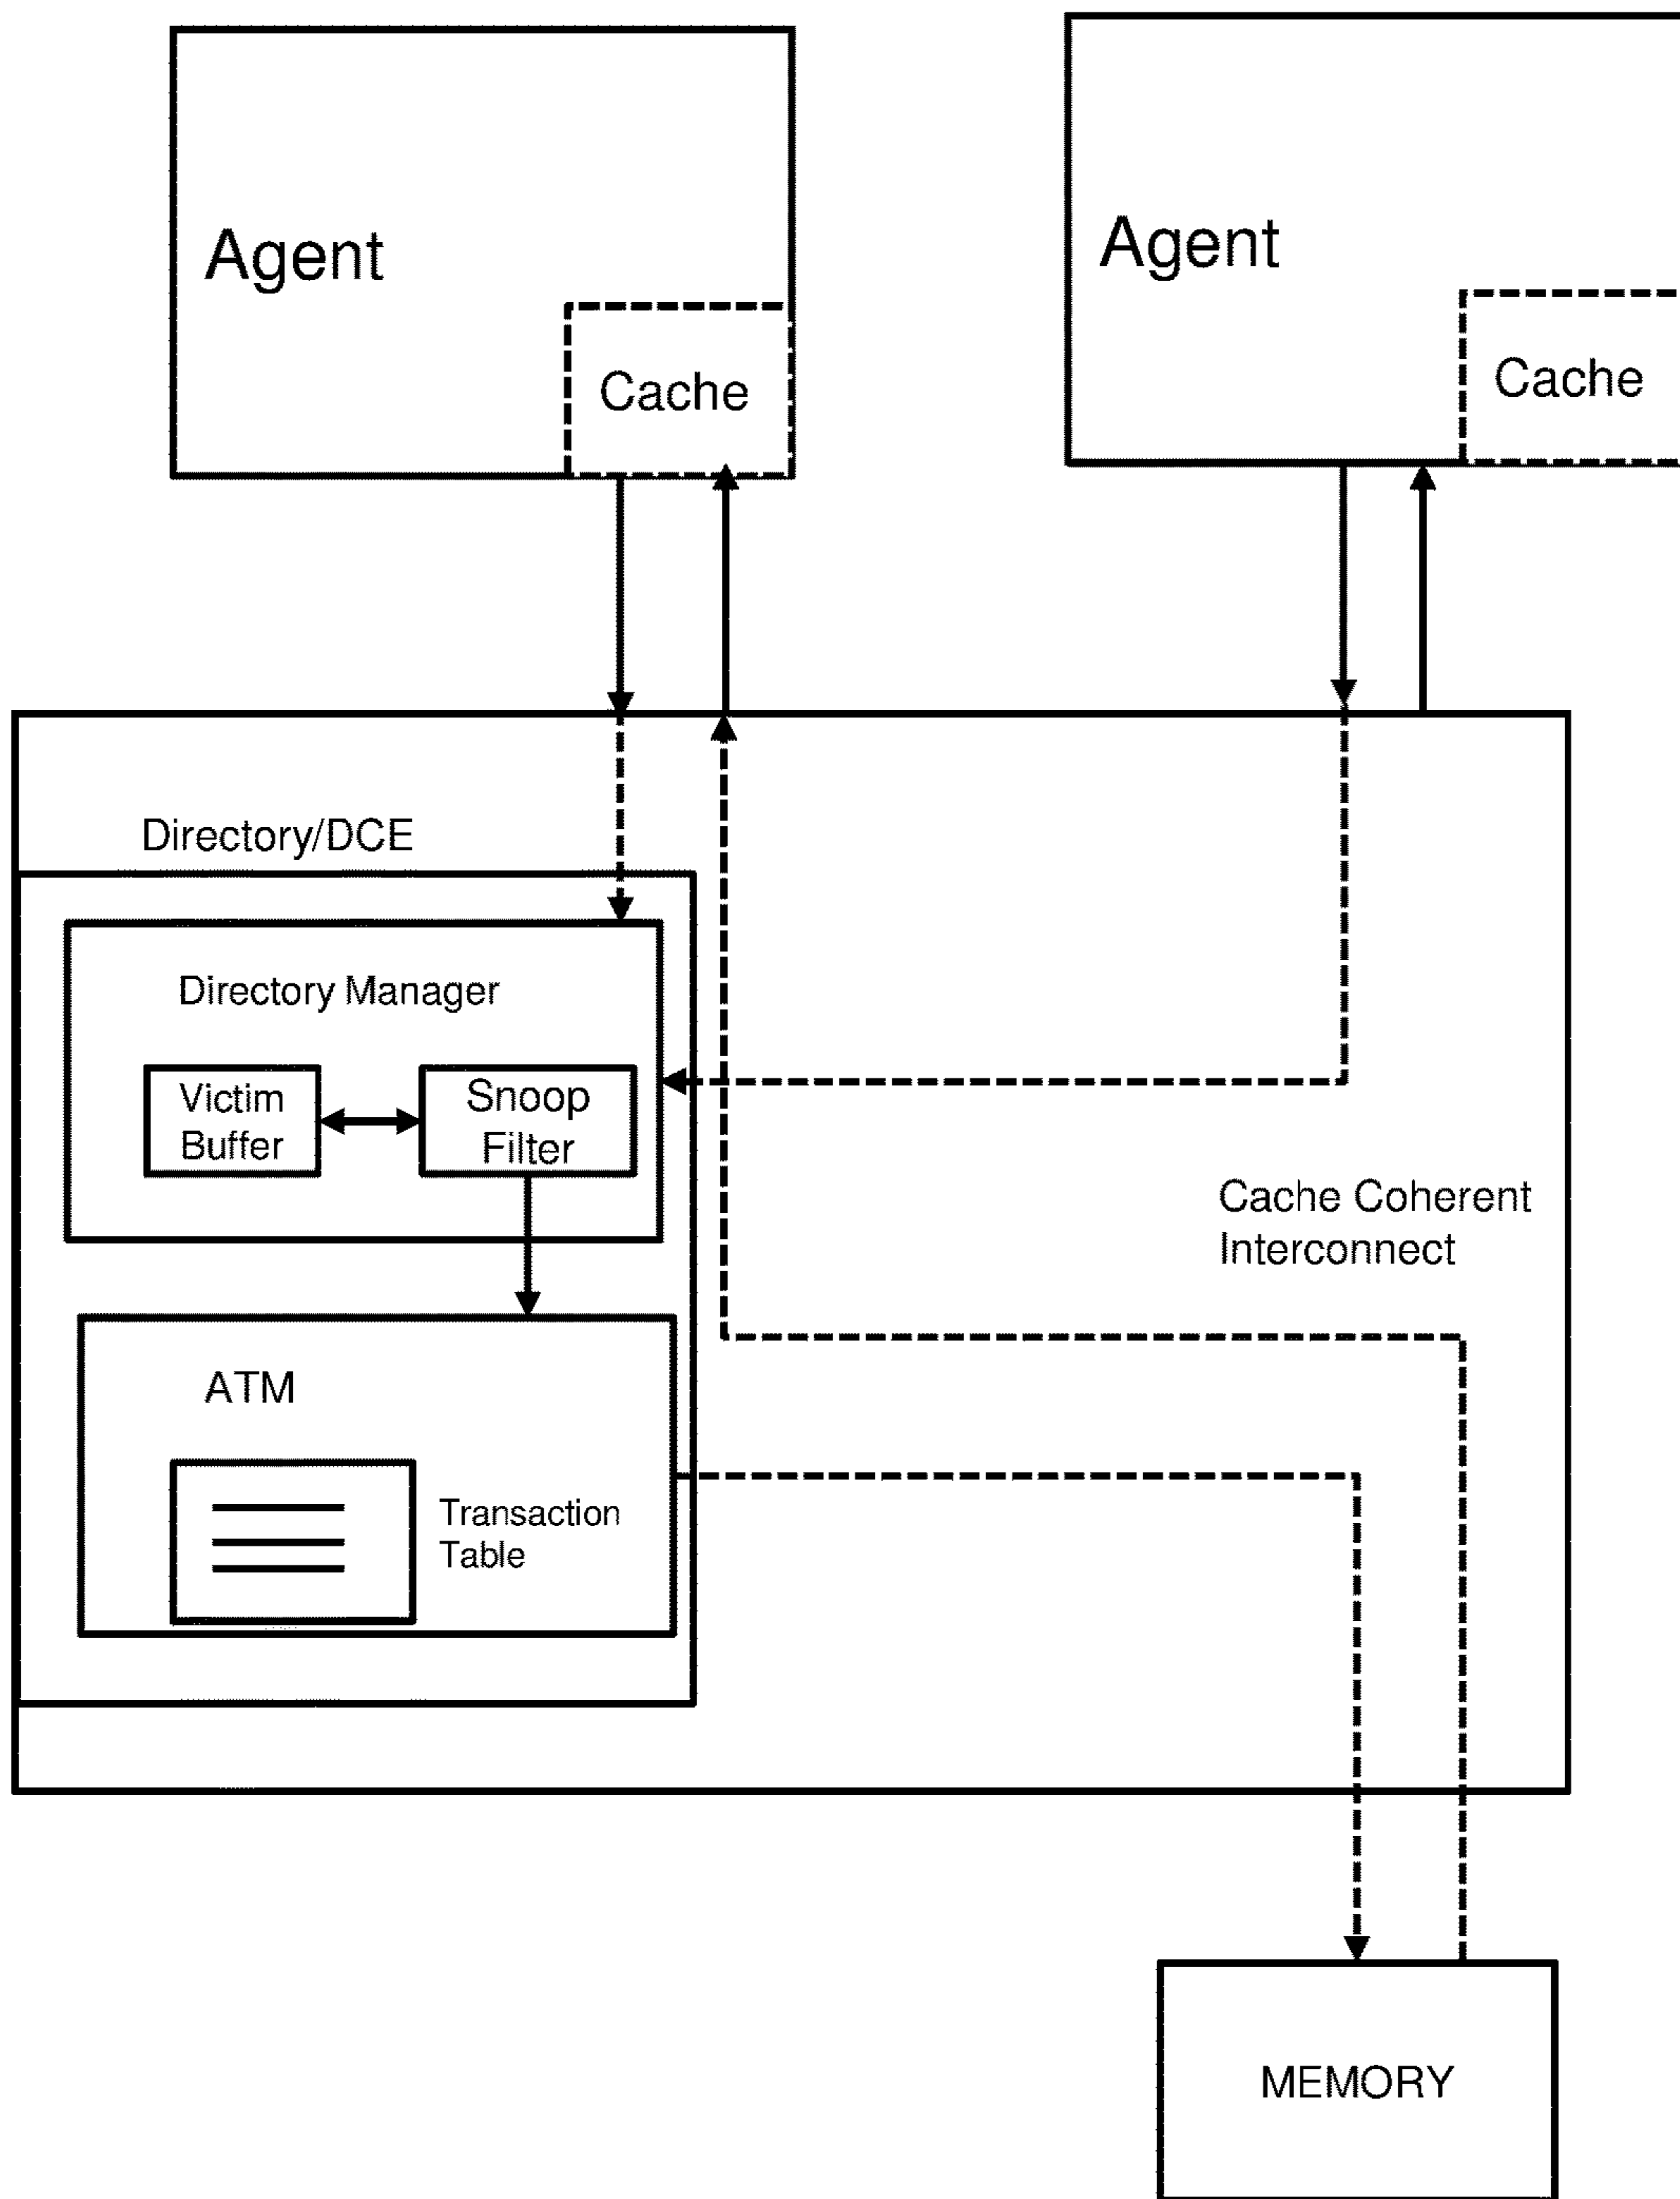 Agent
Cache
Agent
Cache
Directory/DCE
Directory Manager
Victim
Buffer
Snoop
Filter
Cache Coherent
Interconnect
ATM
Transaction
Table
MEMORY